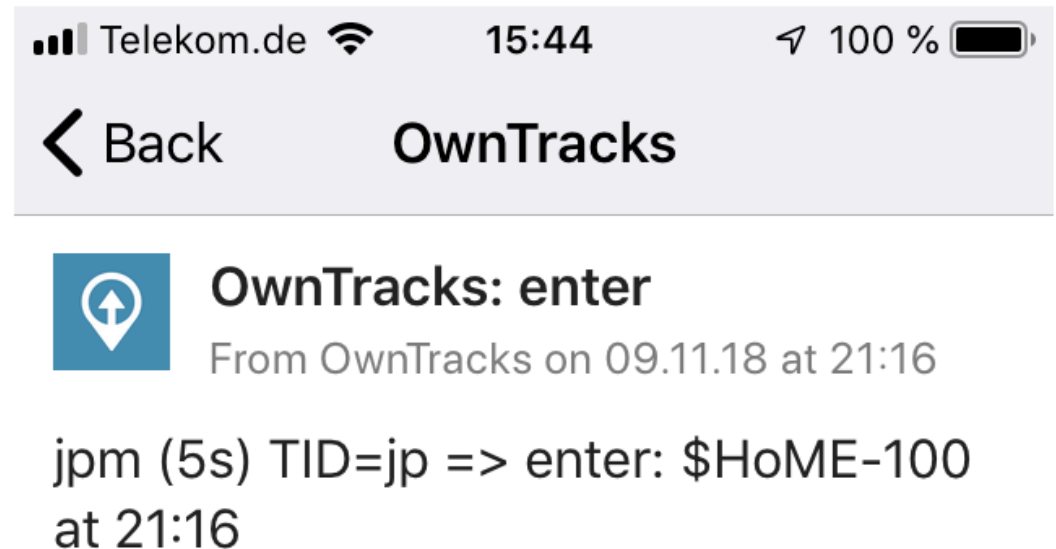 Telekom.de 15:44 100 %
Back OwnTracks
OwnTracks: enter
From OwnTracks on 09.11.18 at 21:16
jpm (5s) TID=jp => enter: $HoME-100
at 21:16